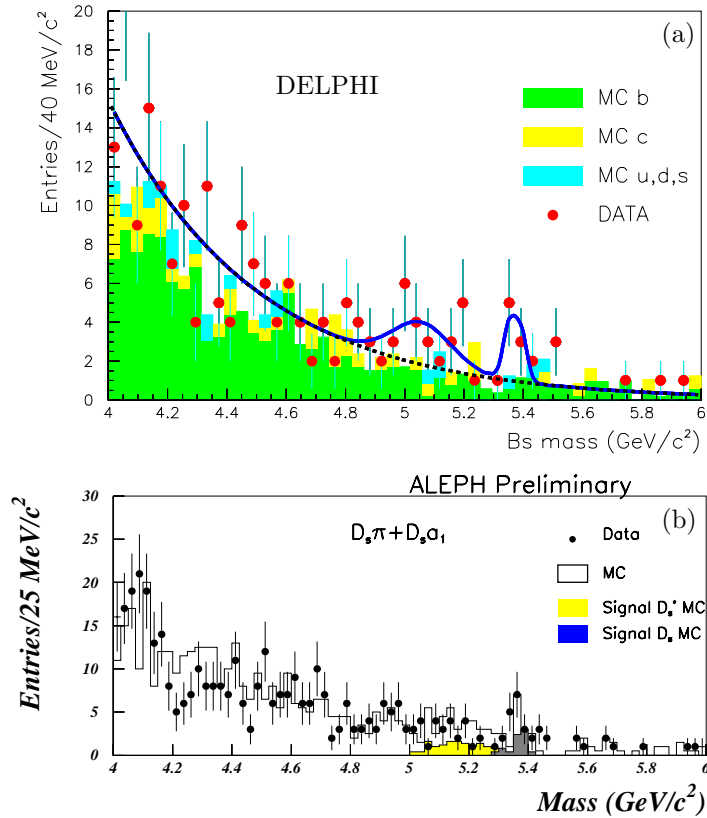 (a)
DELPHI
Entries/40 MeV/c²
20
18
16
14
12
10
8
6
4
2
0
MC b
MC c
MC u,d,s
DATA
4 4.2 4.4 4.6 4.8 5 5.2 5.4 5.6 5.8 6
Bs mass (GeV/c²)
ALEPH Preliminary
(b)
Entries/25 MeV/c²
30
25
20
15
10
5
0
D_sπ+D_sa_1
Data
MC
Signal D_s* MC
Signal D_s MC
4 4.2 4.4 4.6 4.8 5 5.2 5.4 5.6 5.8 6
Mass (GeV/c²)